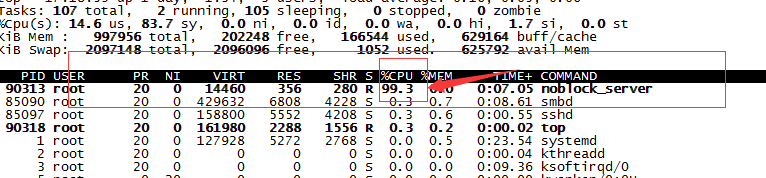 Tasks: 107 total, 2 running, 105 sleeping, 0 stopped, 0 zombie
%Cpu(s): 14.6 us, 83.7 sy, 0.0 ni, 0.0 id, 0.0 wa, 0.0 hi, 1.7 si, 0.0 st
KiB Mem : 997956 total, 202248 free, 166544 used, 629164 buff/cache
KiB Swap: 2097148 total, 2096096 free, 1052 used. 625792 avail Mem
PID USER PR NI VIRT RES SHR S %CPU %MEM TIME+ COMMAND
90313 root 20 0 14460 356 280 R 99.3 0:07.05 noblock_server
85090 root 20 0 429632 6808 4228 S 0.3 0.7 0:08.61 smbd
85097 root 20 0 158800 5552 4208 S 0.3 0.6 0:00.55 sshd
90318 root 20 0 161980 2288 1556 R 0.3 0.2 0:00.02 top
1 root 20 0 127928 5272 2768 S 0.0 0.5 0:23.54 systemd
2 root 20 0 0 0 0 S 0.0 0.0 0:00.04 kthreadd
3 root 20 0 0 0 0 S 0.0 0.0 0:09.36 ksoftirqd/0